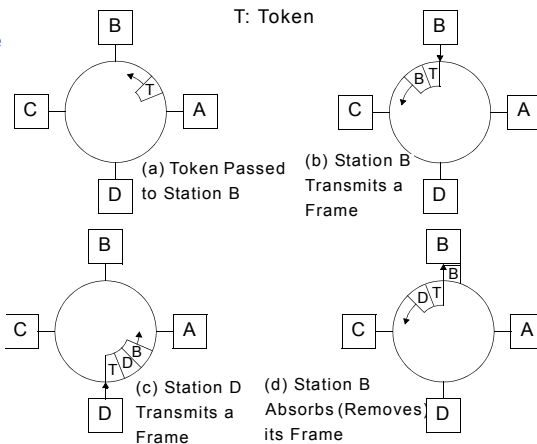 T: Token
B
C
T
A
D
(a) Token Passed
to Station B
B
C
B T
A
D
(b) Station B
Transmits a
Frame
B
C
A
T D B
D
(c) Station D
Transmits a
Frame
B
B
C
D T
A
D
(d) Station B
Absorbs (Removes)
its Frame